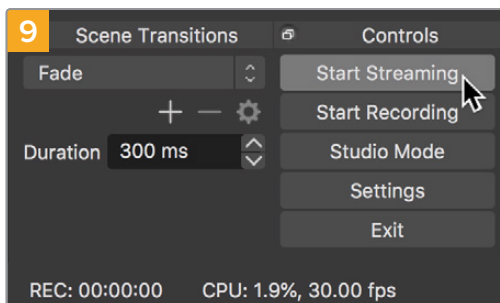 9
Scene Transitions
Controls
Fade
Start Streaming
Start Recording
Duration 300 ms
Studio Mode
Settings
Exit
REC: 00:00:00 CPU: 1.9%, 30.00 fps